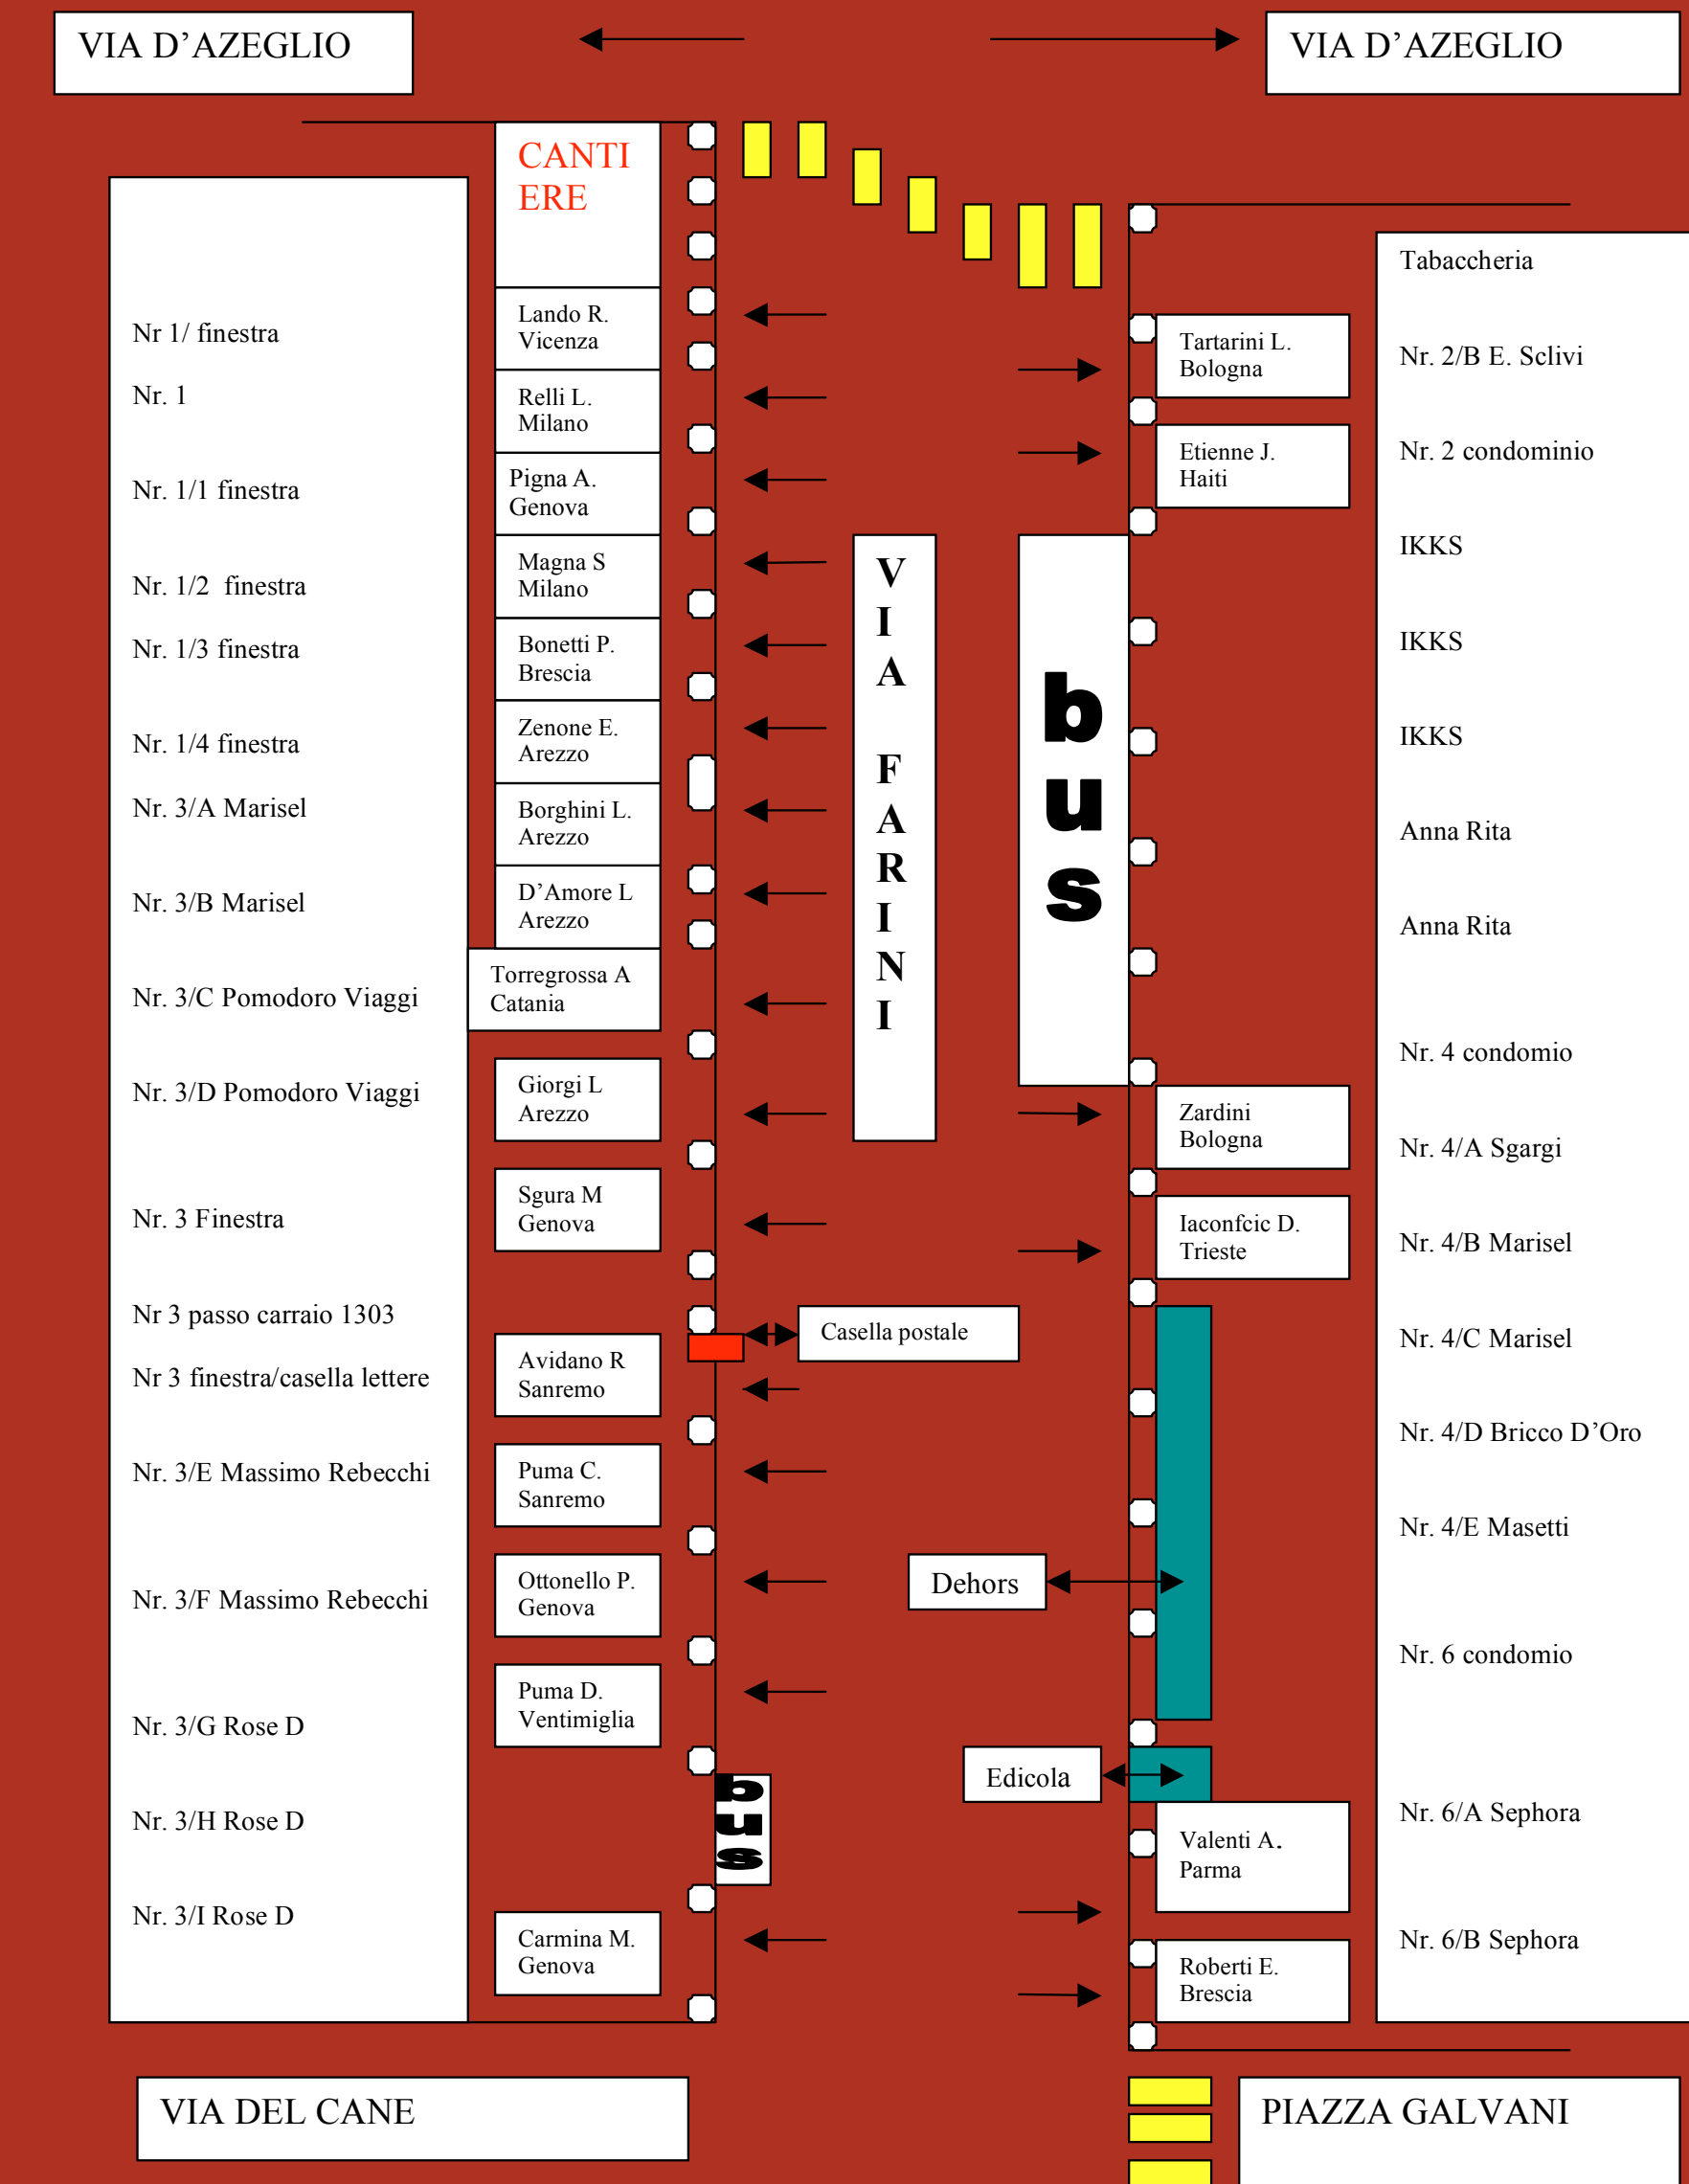 VIA D’AZEGLIO
VIA D’AZEGLIO
CANTI
ERE
Nr 1/ finestra
Nr. 1
Nr. 1/1 finestra
Nr. 1/2 finestra
Nr. 1/3 finestra
Nr. 1/4 finestra
Nr. 3/A Marisel
Nr. 3/B Marisel
Nr. 3/C Pomodoro Viaggi
Nr. 3/D Pomodoro Viaggi
Nr. 3 Finestra
Nr 3 passo carraio 1303
Nr 3 finestra/casella lettere
Nr. 3/E Massimo Rebecchi
Nr. 3/F Massimo Rebecchi
Nr. 3/G Rose D
Nr. 3/H Rose D
Nr. 3/I Rose D
Lando R.
Vicenza
Relli L.
Milano
Pigna A.
Genova
Magna S
Milano
Bonetti P.
Brescia
Zenone E.
Arezzo
Borghini L.
Arezzo
D’Amore L
Arezzo
Torregrossa A
Catania
Giorgi L
Arezzo
Sgura M
Genova
Avidano R
Sanremo
Puma C.
Sanremo
Ottonello P.
Genova
Puma D.
Ventimiglia
Carmina M.
Genova
bus
VIA FARINI
bus
Casella postale
Dehors
Edicola
Tartarini L.
Bologna
Etienne J.
Haiti
Zardini
Bologna
Iaconfcic D.
Trieste
Valenti A.
Parma
Roberti E.
Brescia
Tabaccheria
Nr. 2/B E. Sclivi
Nr. 2 condominio
IKKS
IKKS
IKKS
Anna Rita
Anna Rita
Nr. 4 condomio
Nr. 4/A Sgargi
Nr. 4/B Marisel
Nr. 4/C Marisel
Nr. 4/D Bricco D’Oro
Nr. 4/E Masetti
Nr. 6 condomio
Nr. 6/A Sephora
Nr. 6/B Sephora
VIA DEL CANE
PIAZZA GALVANI